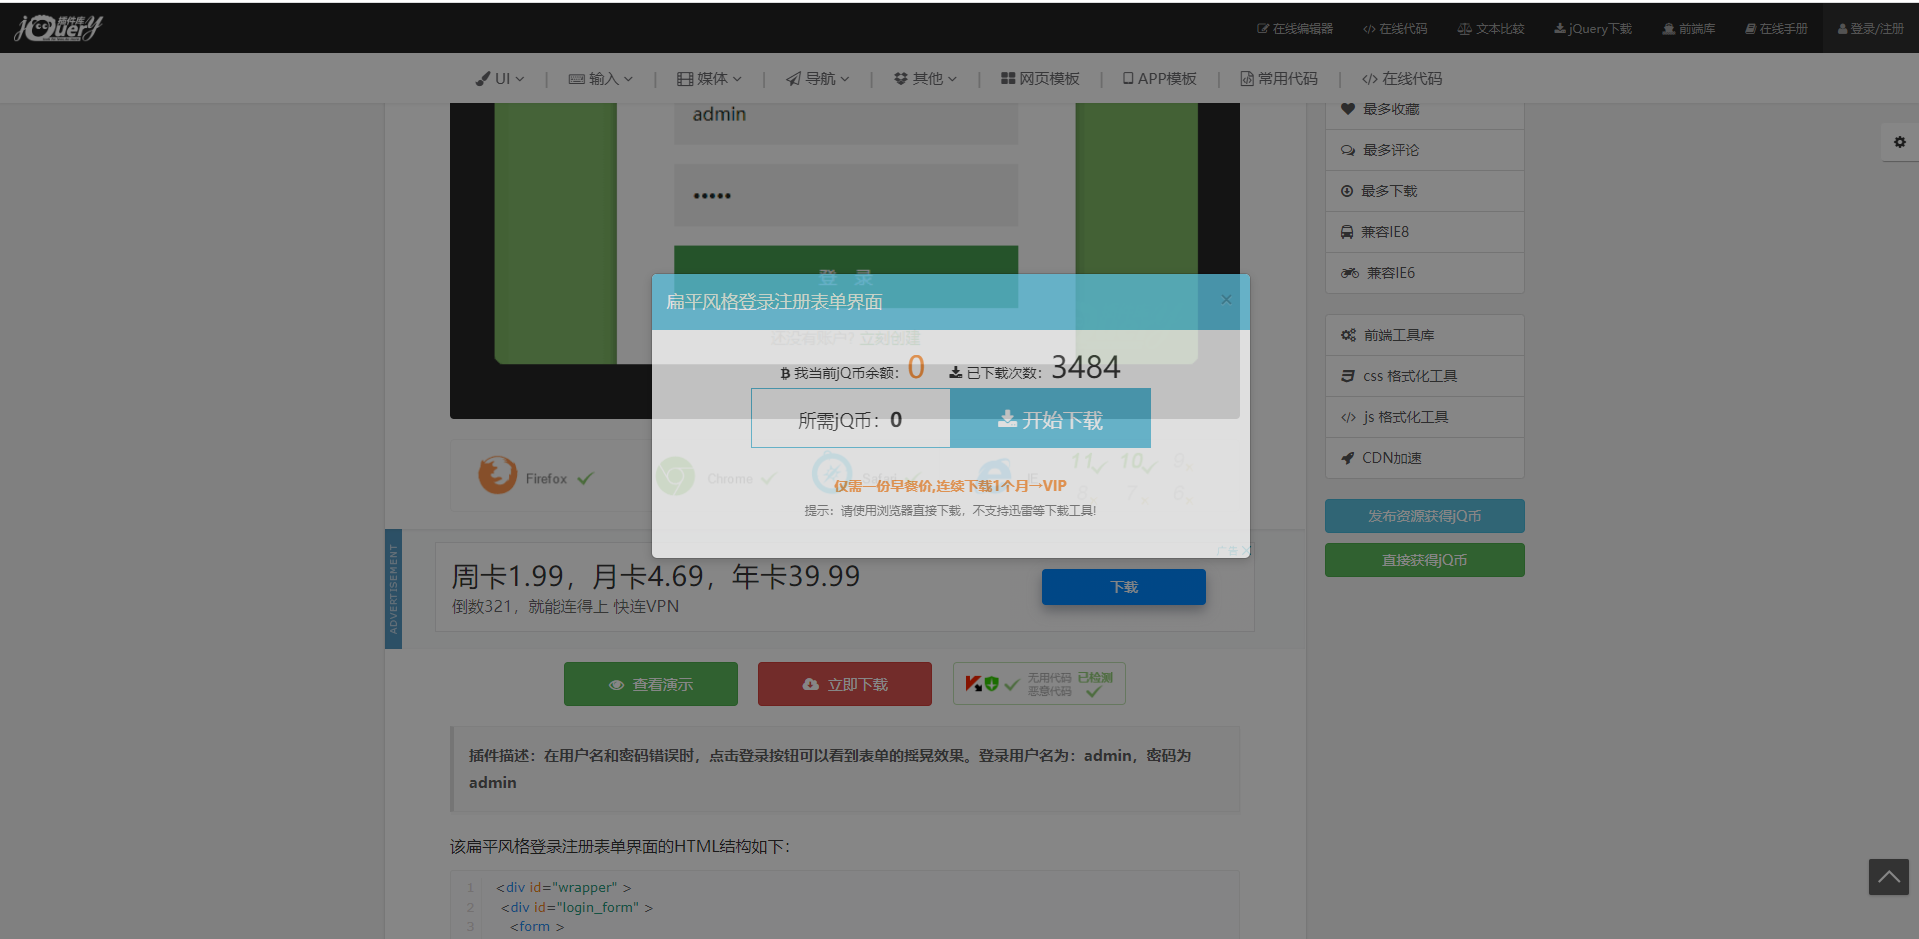 jQuery 插件库
在线编辑器
</> 在线代码
文本比较
jQuery下载
前端库
在线手册
登录/注册
UI
输入
媒体
导航
其他
网页模板
APP模板
常用代码
</> 在线代码
admin
•••••
登 录
还没有账户? 立刻创建
扁平风格登录注册表单界面
×
我当前jQ币余额: 0
已下载次数: 3484
所需jQ币: 0
开始下载
仅需一份早餐价,连续下载1个月→VIP
提示：请使用浏览器直接下载，不支持迅雷等下载工具!
Firefox
Chrome
Safari
IE
11
10
9
8
7
6
广告
ADVERTISEMENT
周卡1.99，月卡4.69，年卡39.99
倒数321，就能连得上 快连VPN
下载
查看演示
立即下载
无用代码
恶意代码
已检测
插件描述：在用户名和密码错误时，点击登录按钮可以看到表单的摇晃效果。登录用户名为：admin，密码为
admin
该扁平风格登录注册表单界面的HTML结构如下：
1 <div id="wrapper" >
2 <div id="login_form" >
3 <form >
最多收藏
最多评论
最多下载
兼容IE8
兼容IE6
前端工具库
css 格式化工具
</> js 格式化工具
CDN加速
发布资源获得jQ币
直接获得jQ币